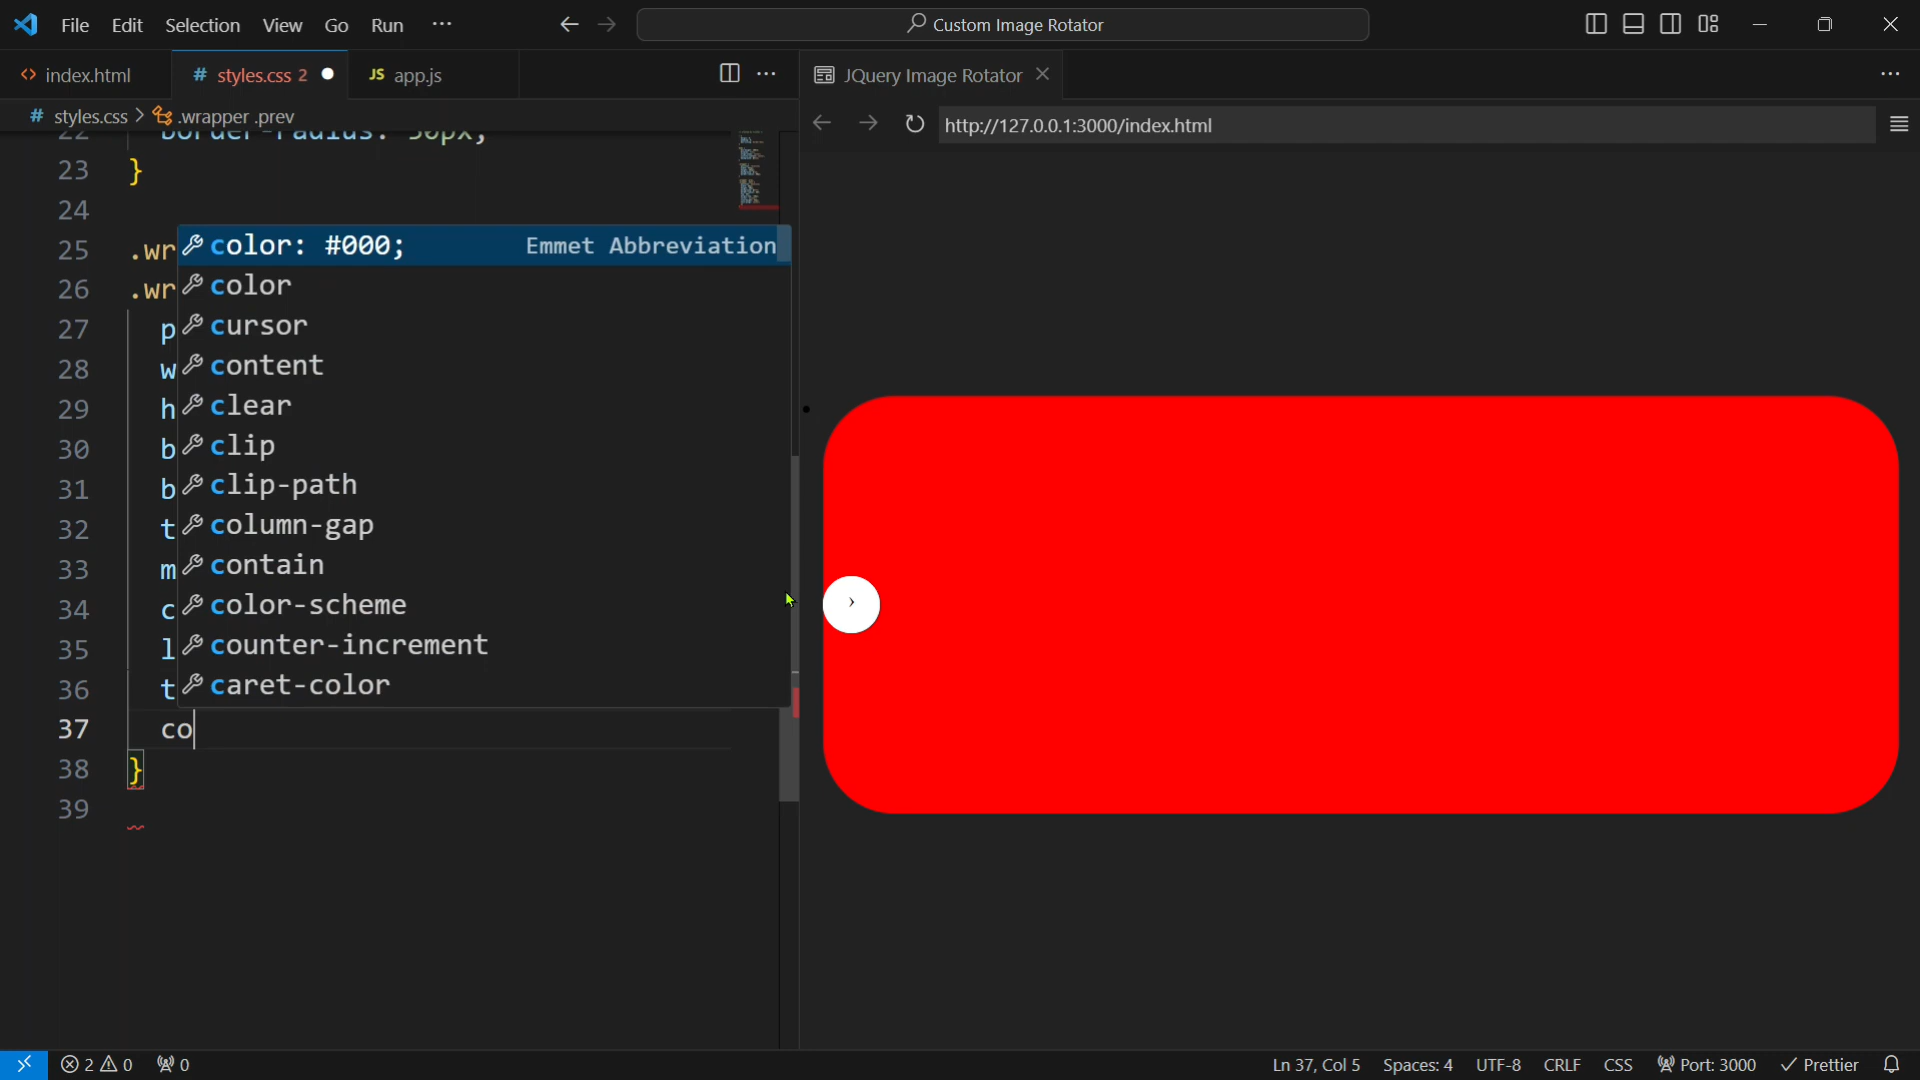 File Edit Selection View Go Run ··· Custom Image Rotator
index.html # styles.css 2 JS app.js JQuery Image Rotator
# styles.css > .wrapper .prev
http://127.0.0.1:3000/index.html
22 border-radius: 50px;
23 }
24
25 .wr
26 .wr
27 p
28 w
29 h
30 b
31 b
32 t
33 m
34 c
35 l
36 t
37 co
38 }
39
color: #000; Emmet Abbreviation
color
cursor
content
clear
clip
clip-path
column-gap
contain
color-scheme
counter-increment
caret-color
›
2 0 0 Ln 37, Col 5 Spaces: 4 UTF-8 CRLF CSS Port: 3000 Prettier